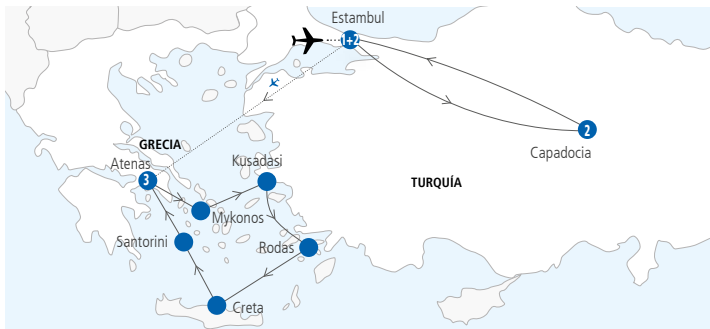 Estambul
1+2
2
Capadocia
GRECIA
Atenas
3
Kusadasi
TURQUÍA
Mykonos
Santorini
Rodas
Creta